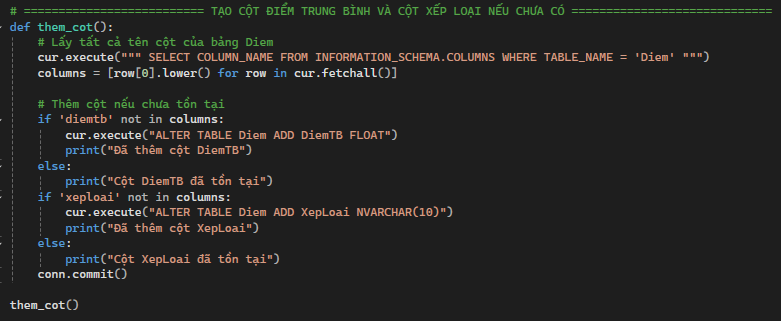 # ========================= TẠO CỘT ĐIỂM TRUNG BÌNH VÀ CỘT XẾP LOẠI NẾU CHƯA CÓ ============================
def them_cot():
    # Lấy tất cả tên cột của bảng Diem
    cur.execute(""" SELECT COLUMN_NAME FROM INFORMATION_SCHEMA.COLUMNS WHERE TABLE_NAME = 'Diem' """)
    columns = [row[0].lower() for row in cur.fetchall()]

    # Thêm cột nếu chưa tồn tại
    if 'diemtb' not in columns:
        cur.execute("ALTER TABLE Diem ADD DiemTB FLOAT")
        print("Đã thêm cột DiemTB")
    else:
        print("Cột DiemTB đã tồn tại")
    if 'xeploai' not in columns:
        cur.execute("ALTER TABLE Diem ADD XepLoai NVARCHAR(10)")
        print("Đã thêm cột XepLoai")
    else:
        print("Cột XepLoai đã tồn tại")
    conn.commit()

them_cot()